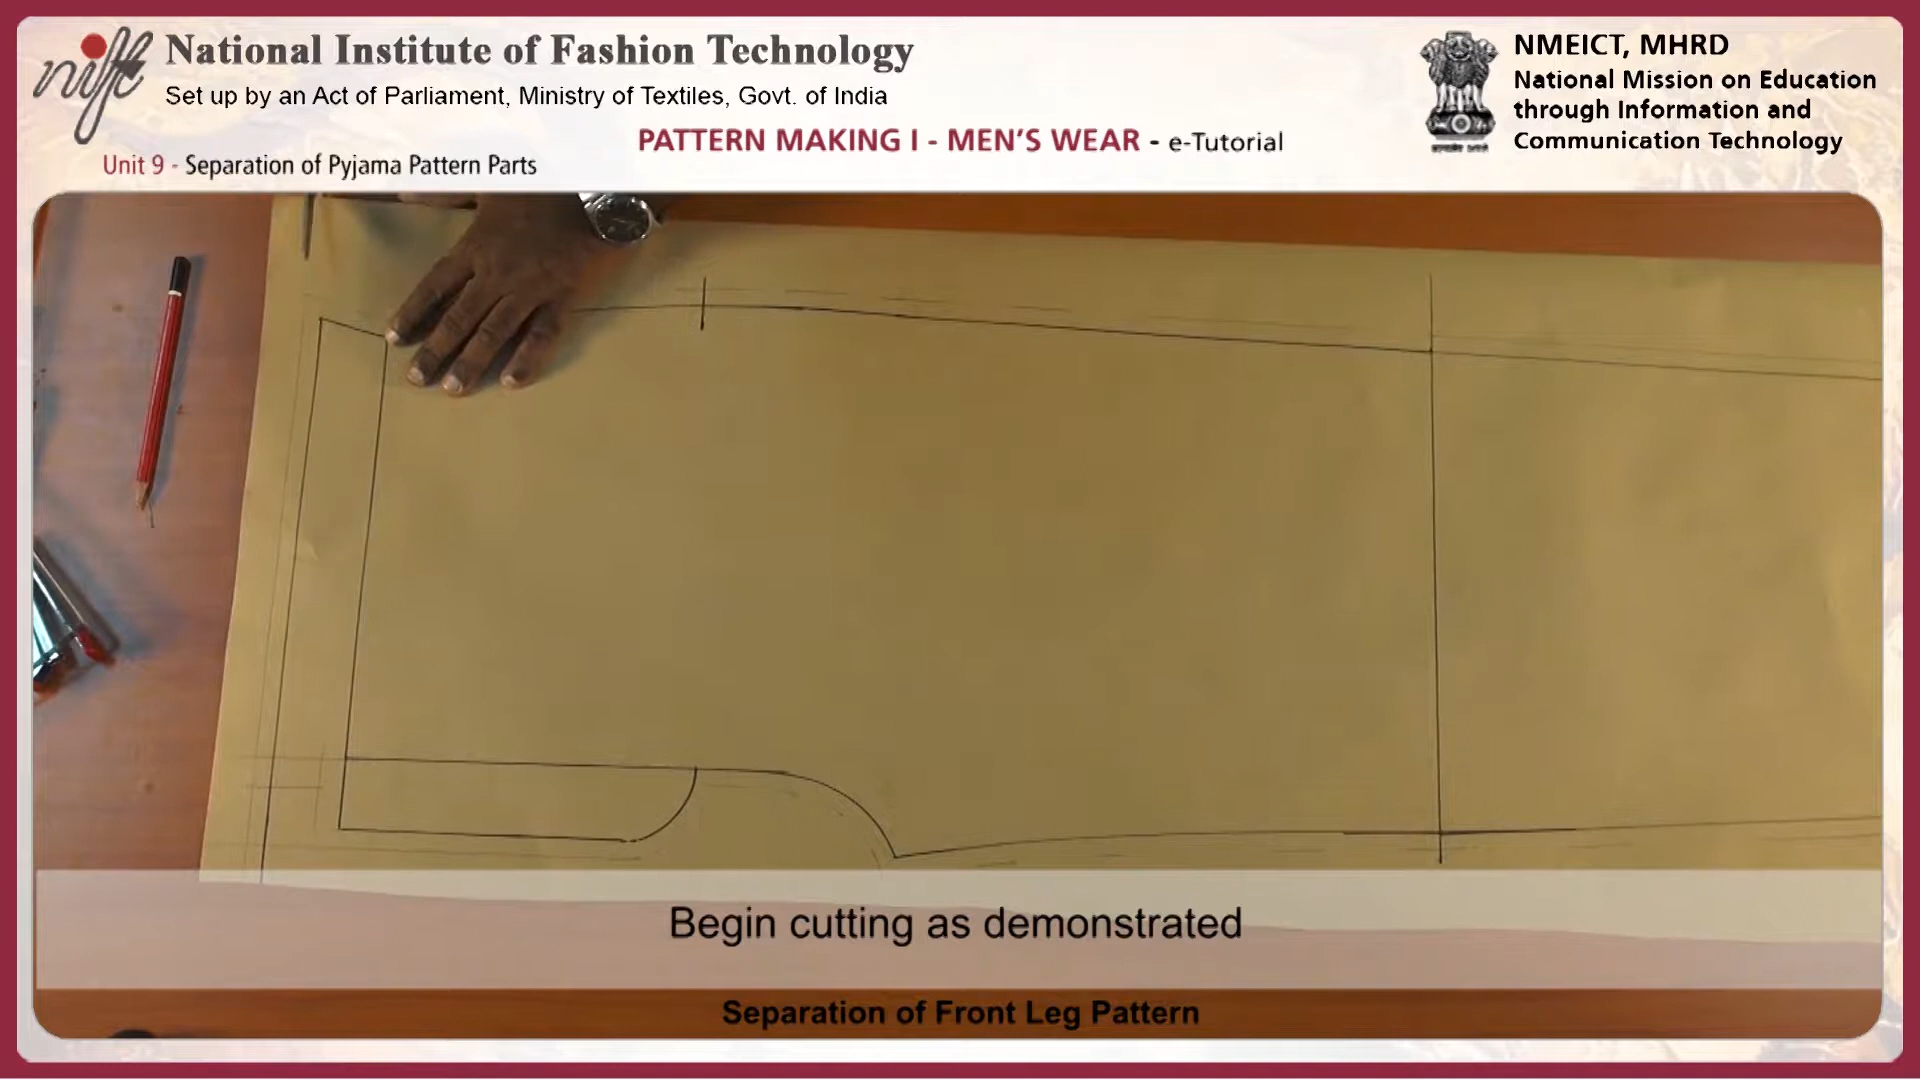 nift
National Institute of Fashion Technology
Set up by an Act of Parliament, Ministry of Textiles, Govt. of India
NMEICT, MHRD
National Mission on Education
through Information and
Communication Technology
PATTERN MAKING I - MEN'S WEAR - e-Tutorial
Unit 9 - Separation of Pyjama Pattern Parts
Begin cutting as demonstrated
Separation of Front Leg Pattern